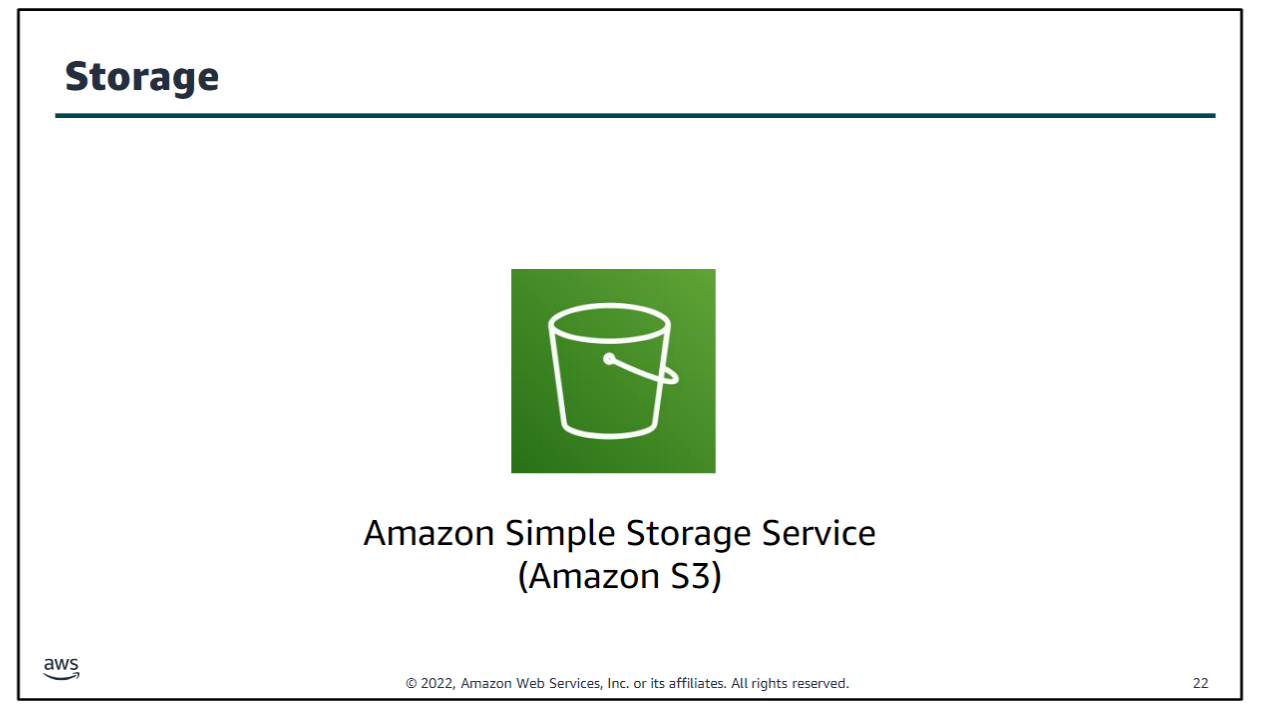 Storage
Amazon Simple Storage Service
(Amazon S3)
aws
© 2022, Amazon Web Services, Inc. or its affiliates. All rights reserved.
22